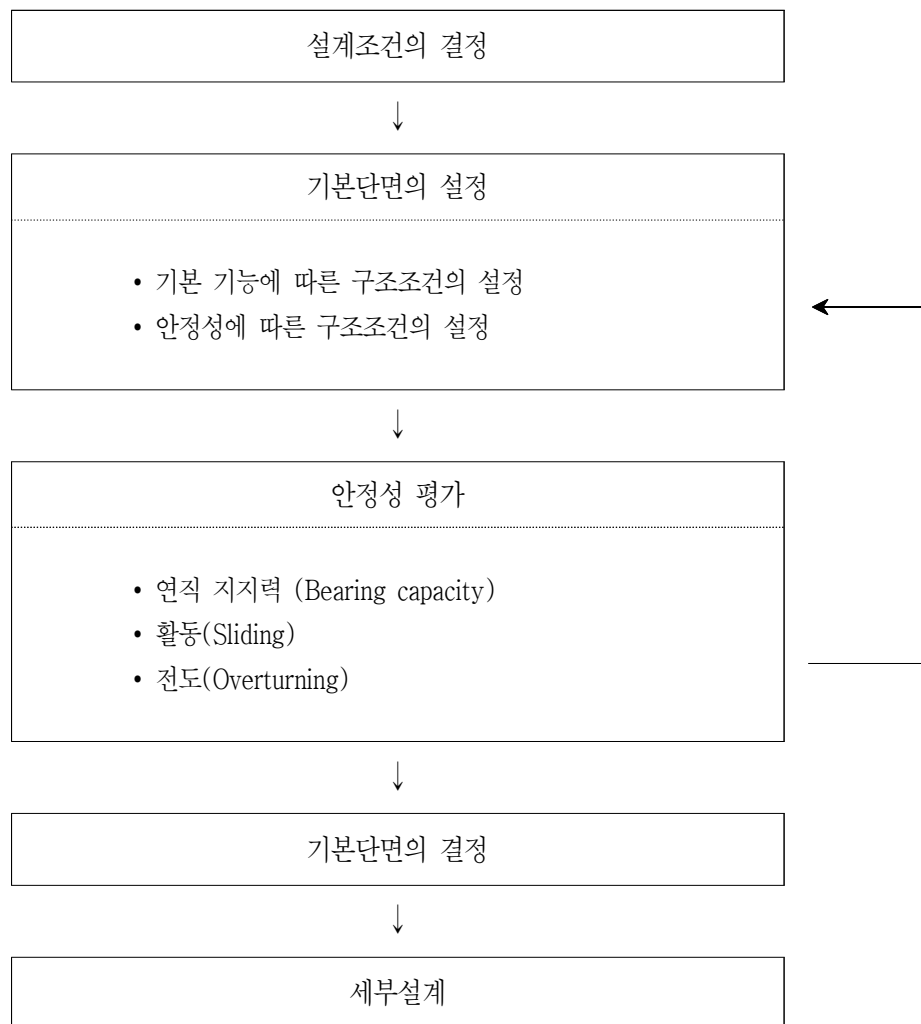 설계조건의 결정
↓
기본단면의 설정
• 기본 기능에 따른 구조조건의 설정
• 안정성에 따른 구조조건의 설정
↓
안정성 평가
• 연직 지지력 (Bearing capacity)
• 활동(Sliding)
• 전도(Overturning)
↓
기본단면의 결정
↓
세부설계